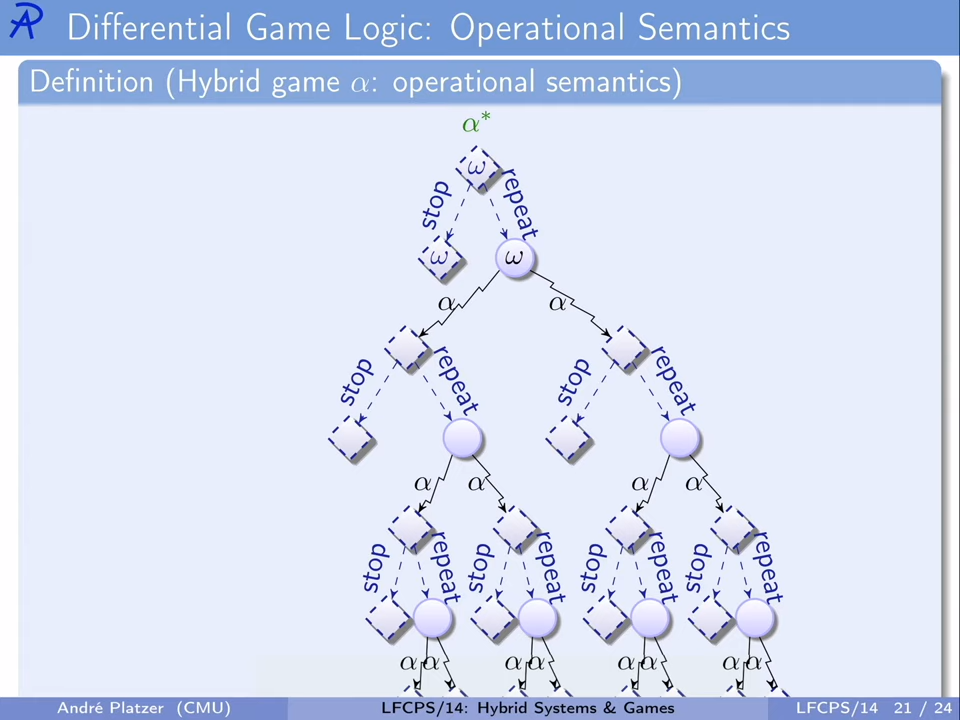 Differential Game Logic: Operational Semantics
Definition (Hybrid game α: operational semantics)
α*
ω
stop repeat
ω ω
α α
stop repeat stop repeat
α α α α
stop repeat stop repeat stop repeat stop repeat
α α α α α α α α
André Platzer (CMU) LFCPS/14: Hybrid Systems & Games LFCPS/14 21 / 24